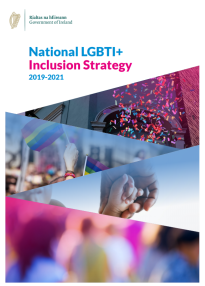 Rialtas na hÉireann
Government of Ireland
National LGBTI+
Inclusion Strategy
2019-2021